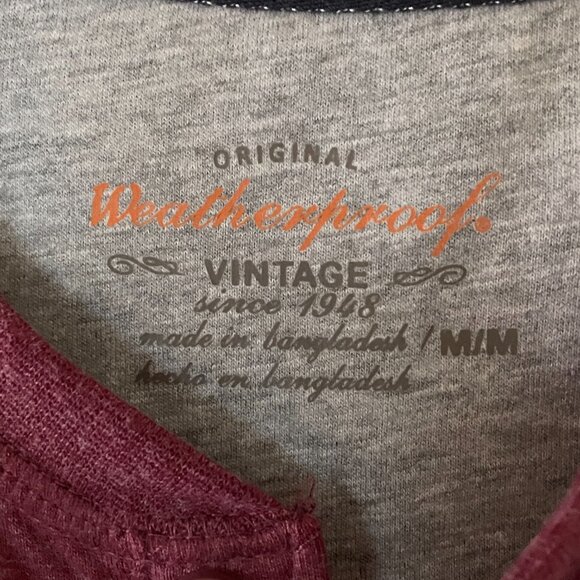 ORIGINAL
Weatherproof®
VINTAGE
since 1948
made in bangladesh / M/M
hecho en bangladesh